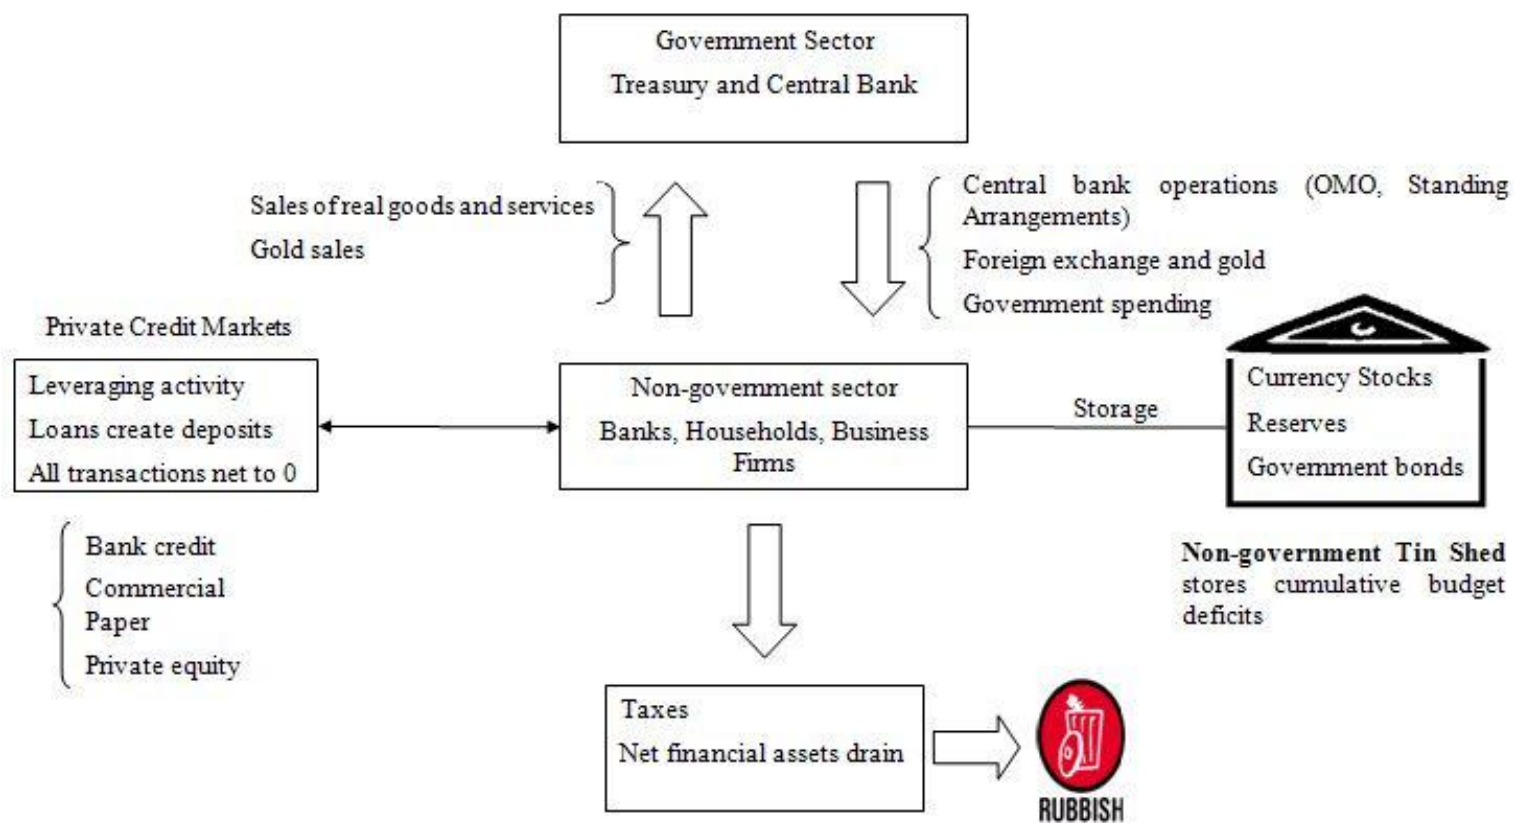 Government Sector
Treasury and Central Bank
Sales of real goods and services
Gold sales
Central bank operations (OMO, Standing
Arrangements)
Foreign exchange and gold
Government spending
Private Credit Markets
Leveraging activity
Loans create deposits
All transactions net to 0
Non-government sector
Banks, Households, Business
Firms
Storage
Currency Stocks
Reserves
Government bonds
Bank credit
Commercial
Paper
Private equity
Non-government Tin Shed
stores cumulative budget
deficits
Taxes
Net financial assets drain
RUBBISH